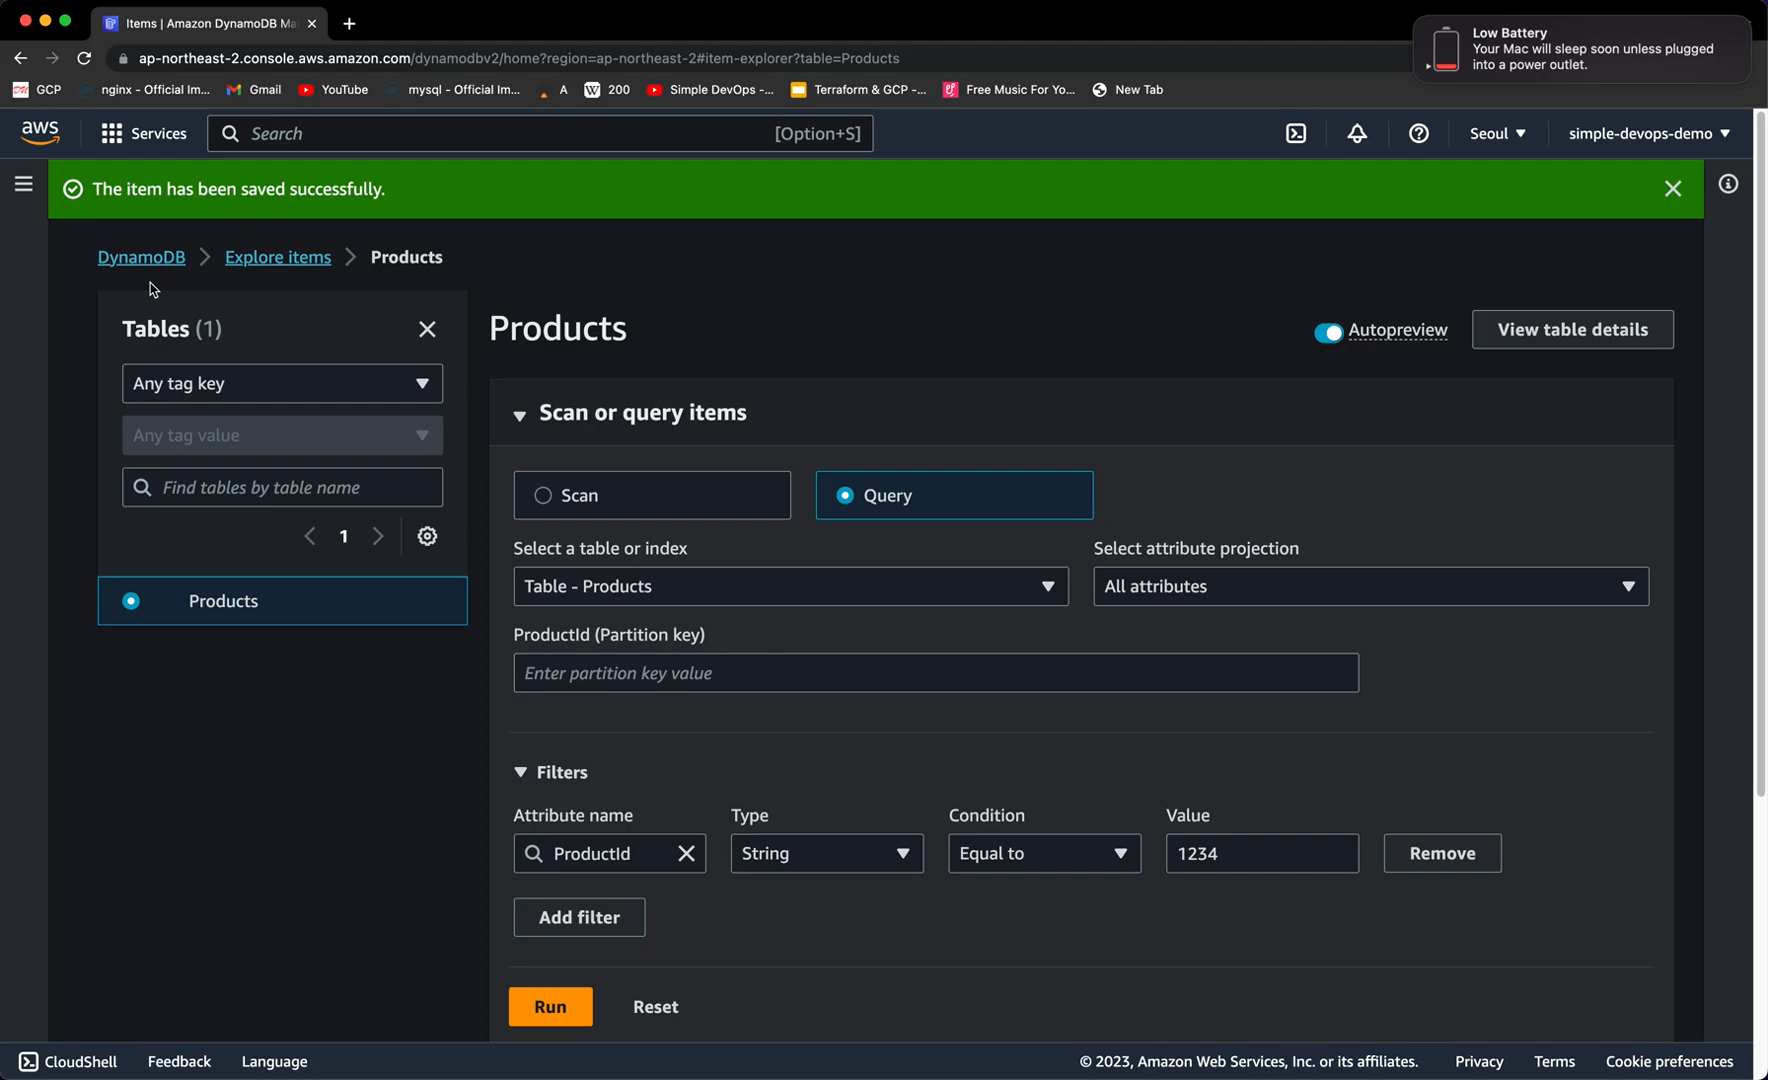 Items | Amazon DynamoDB Ma
Low Battery
Your Mac will sleep soon unless plugged
into a power outlet.
ap-northeast-2.console.aws.amazon.com/dynamodbv2/home?region=ap-northeast-2#item-explorer?table=Products
GCP
nginx - Official Im...
Gmail
YouTube
mysql - Official Im...
A
200
Simple DevOps -...
Terraform & GCP -...
Free Music For Yo...
New Tab
aws
Services
Search
[Option+S]
Seoul
simple-devops-demo
The item has been saved successfully.
DynamoDB
Explore items
Products
Tables (1)
Any tag key
Any tag value
Find tables by table name
1
Products
Products
Autopreview
View table details
Scan or query items
Scan
Query
Select a table or index
Select attribute projection
Table - Products
All attributes
ProductId (Partition key)
Enter partition key value
Filters
Attribute name
Type
Condition
Value
ProductId
String
Equal to
1234
Remove
Add filter
Run
Reset
CloudShell
Feedback
Language
© 2023, Amazon Web Services, Inc. or its affiliates.
Privacy
Terms
Cookie preferences